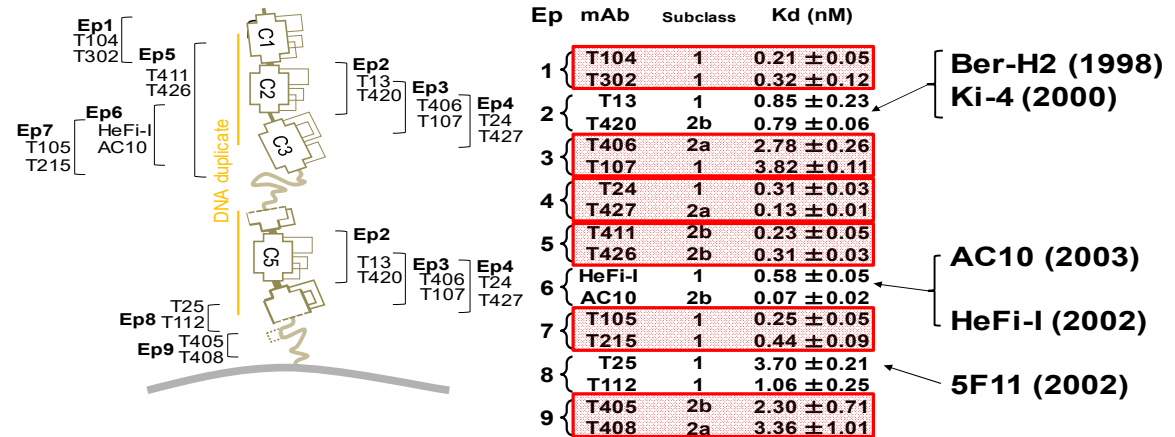 Ep1
T104
T302
Ep5
T411
T426
Ep6
HeFi-I
AC10
Ep7
T105
T215
DNA duplicate
C1
C2
C3
C5
Ep2
T13
T420
Ep3
T406
T107
Ep4
T24
T427
Ep2
T13
T420
Ep3
T406
T107
Ep4
T24
T427
T25
Ep8 T112
T405
Ep9 T408
Ep mAb Subclass Kd (nM)
1 T104 1 0.21 ±0.05
T302 1 0.32 ±0.12
2 T13 1 0.85 ±0.23
T420 2b 0.79 ±0.06
3 T406 2a 2.78 ±0.26
T107 1 3.82 ±0.11
4 T24 1 0.31 ±0.03
T427 2a 0.13 ±0.01
5 T411 2b 0.23 ±0.05
T426 2b 0.31 ±0.03
6 HeFi-I 1 0.58 ±0.05
AC10 2b 0.07 ±0.02
7 T105 1 0.25 ±0.05
T215 1 0.44 ±0.09
8 T25 1 3.70 ±0.21
T112 1 1.06 ±0.25
9 T405 2b 2.30 ±0.71
T408 2a 3.36 ±1.01
Ber-H2 (1998)
Ki-4 (2000)
AC10 (2003)
HeFi-I (2002)
5F11 (2002)